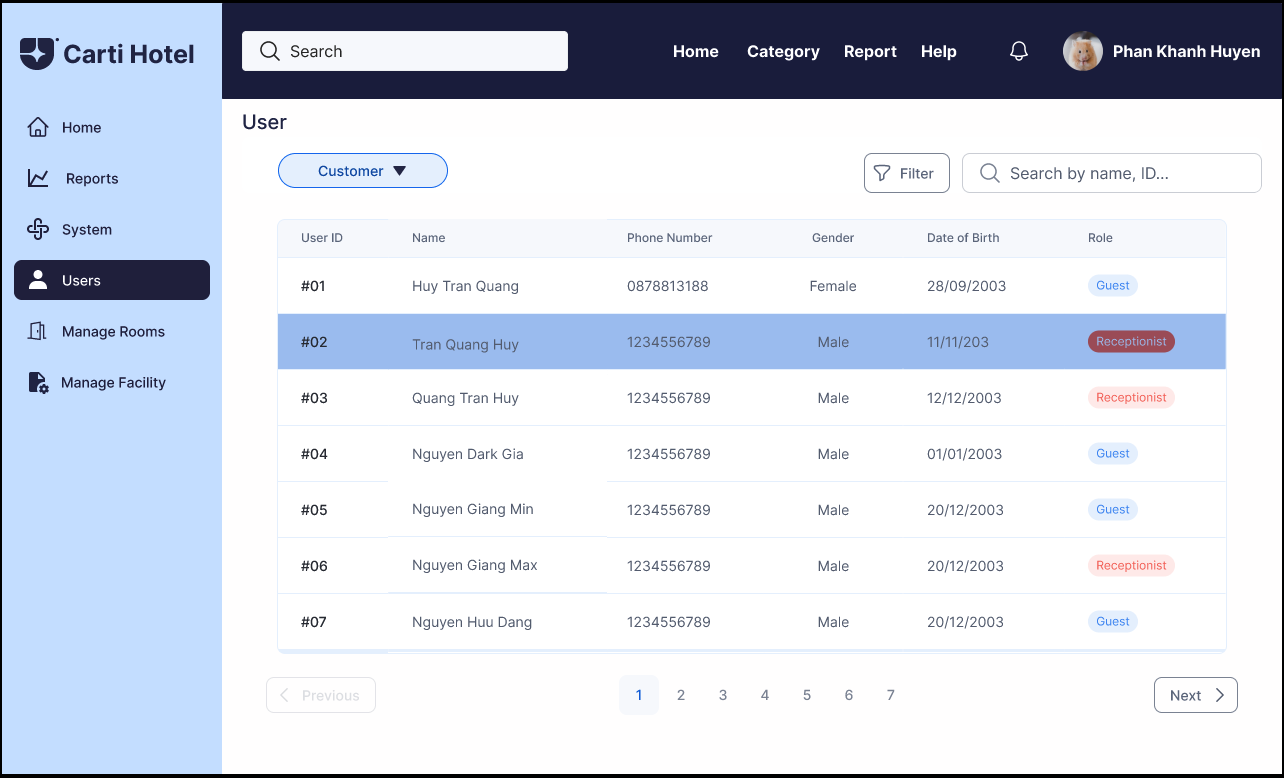 Carti Hotel
Search
Home Category Report Help
Phan Khanh Huyen
Home
Reports
System
Users
Manage Rooms
Manage Facility
User
Customer
Filter
Search by name, ID...
User ID Name Phone Number Gender Date of Birth Role
#01 Huy Tran Quang 0878813188 Female 28/09/2003 Guest
#02 Tran Quang Huy 1234556789 Male 11/11/203 Receptionist
#03 Quang Tran Huy 1234556789 Male 12/12/2003 Receptionist
#04 Nguyen Dark Gia 1234556789 Male 01/01/2003 Guest
#05 Nguyen Giang Min 1234556789 Male 20/12/2003 Guest
#06 Nguyen Giang Max 1234556789 Male 20/12/2003 Receptionist
#07 Nguyen Huu Dang 1234556789 Male 20/12/2003 Guest
Previous 1 2 3 4 5 6 7 Next